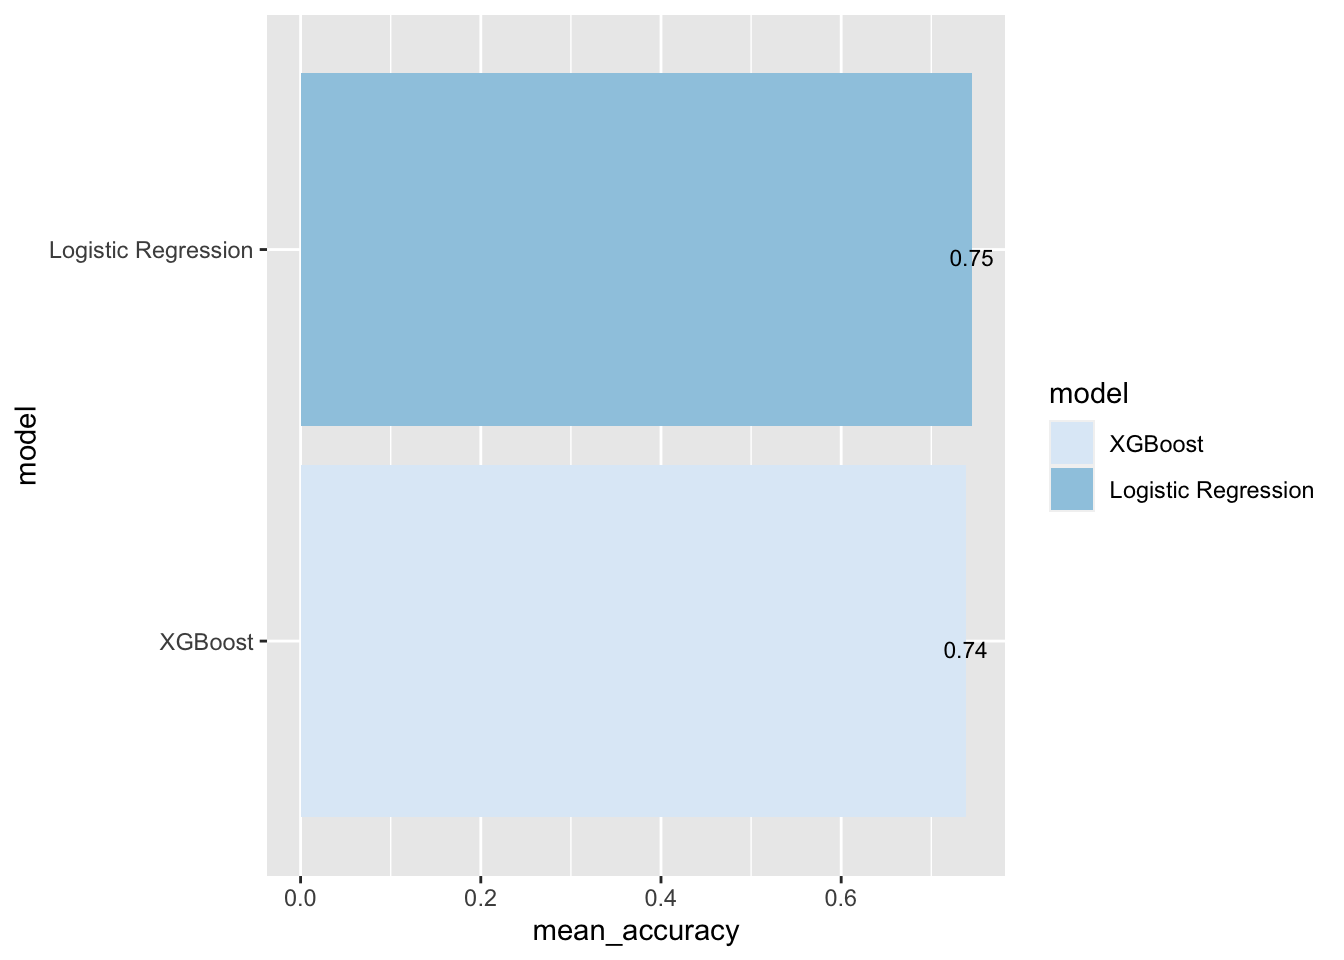 Logistic Regression
0.75
model
XGBoost
0.74
0.0
0.2
0.4
0.6
mean_accuracy
model
XGBoost
Logistic Regression